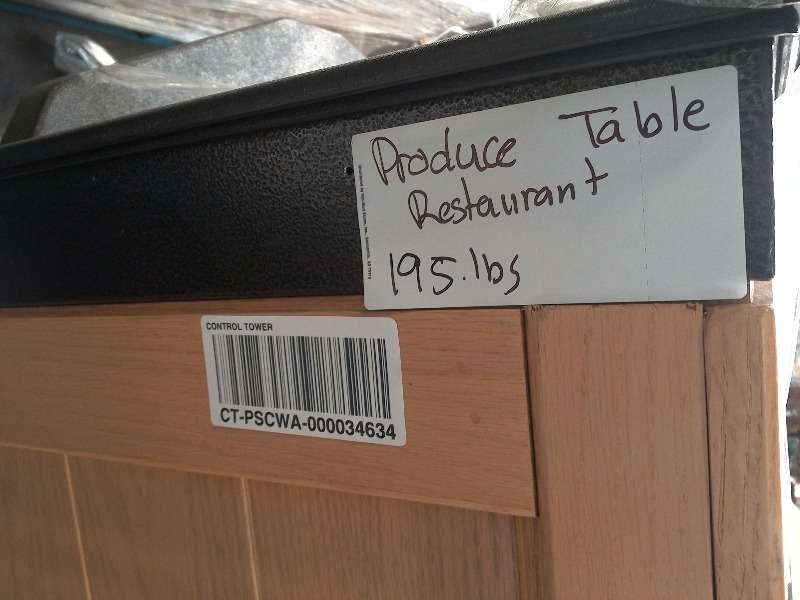 Produce Table
Restaurant
195.lbs
CONTROL TOWER
CT-PSCWA-000034634